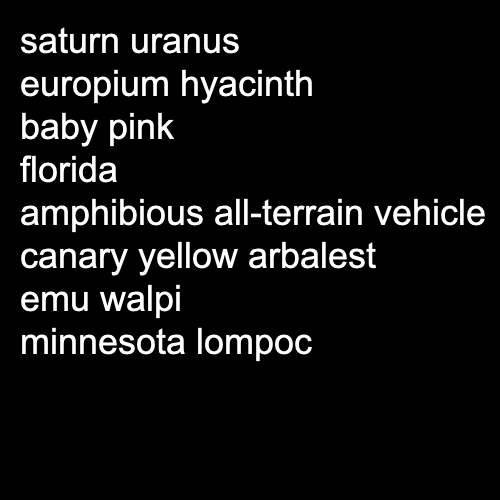 saturn uranus
europium hyacinth
baby pink
florida
amphibious all-terrain vehicle
canary yellow arbalest
emu walpi
minnesota lompoc